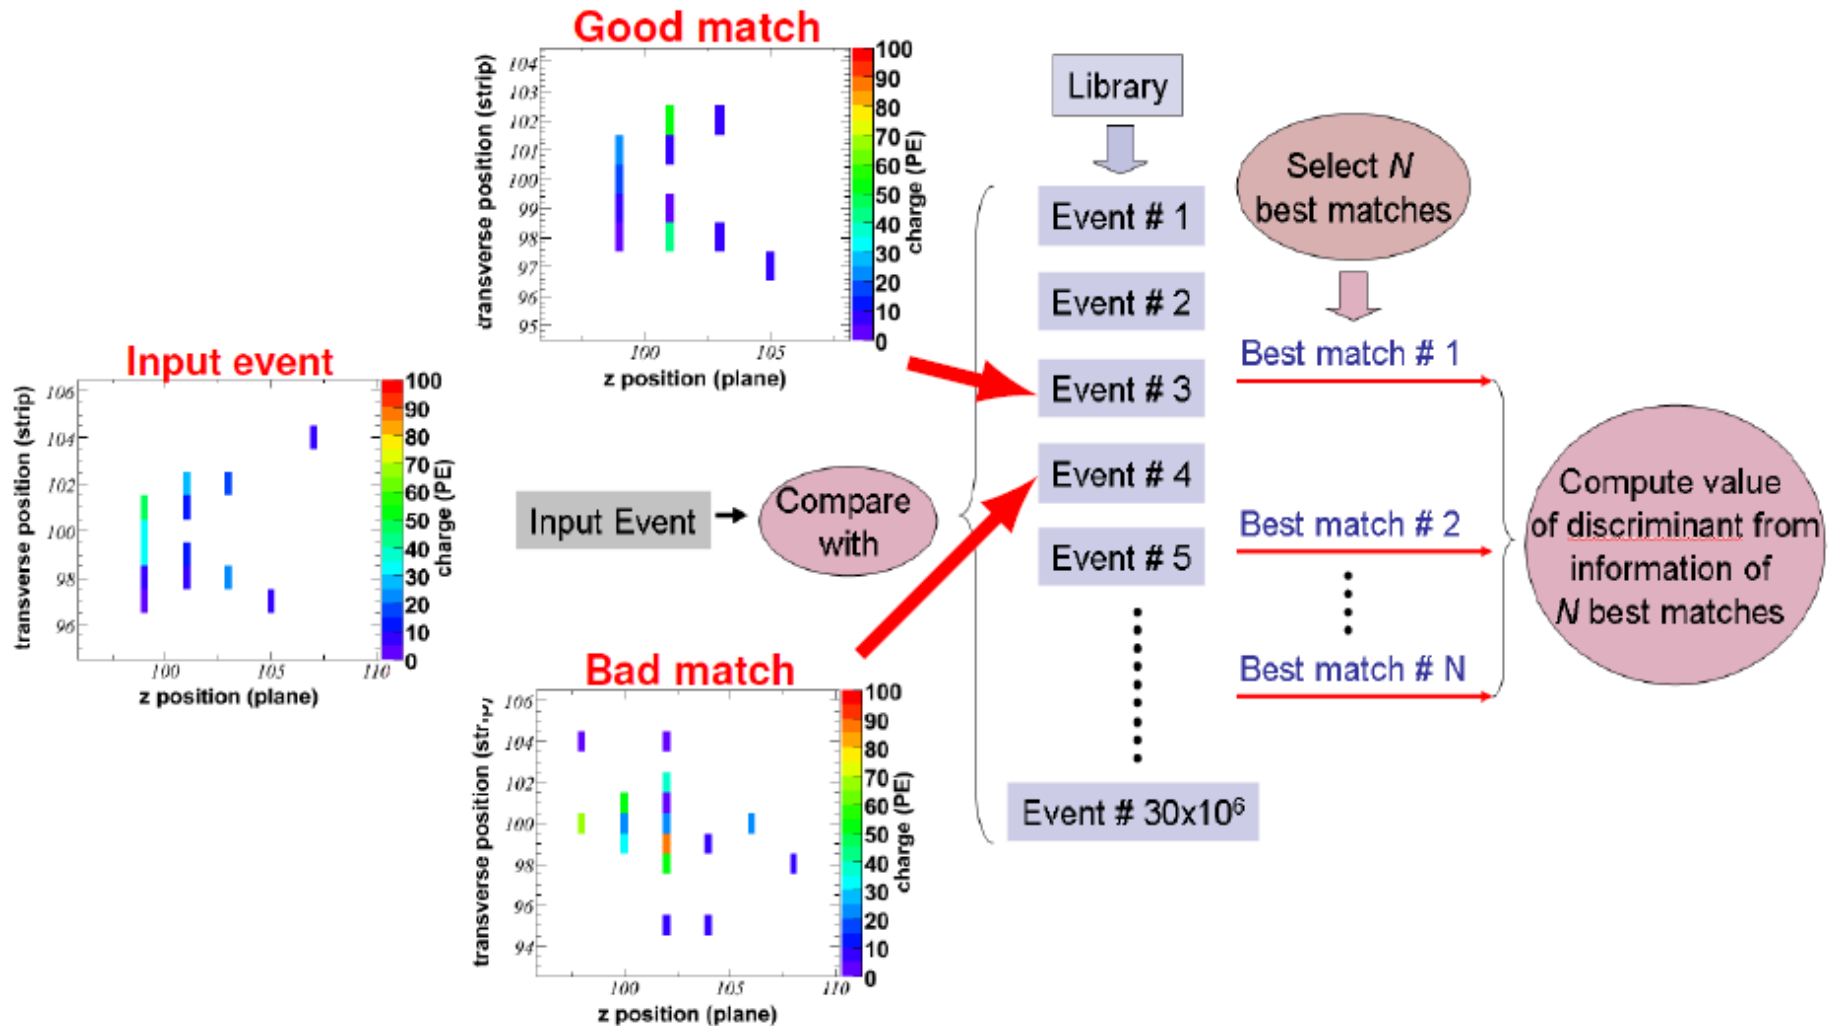 Good match
transverse position (strip)
104
103
102
101
100
99
98
97
96
95
100
105
z position (plane)
100
90
80
70
60
50
40
30
20
10
0
charge (PE)
Input event
transverse position (strip)
106
104
102
100
98
96
100
105
110
z position (plane)
100
90
80
70
60
50
40
30
20
10
0
charge (PE)
Bad match
transverse position (strip)
106
104
102
100
98
96
94
100
105
110
z position (plane)
100
90
80
70
60
50
40
30
20
10
0
charge (PE)
Input Event
Compare
with
Library
Event # 1
Event # 2
Event # 3
Event # 4
Event # 5
Event # 30x10⁶
Select N
best matches
Best match # 1
Best match # 2
Best match # N
Compute value
of discriminant from
information of
N best matches